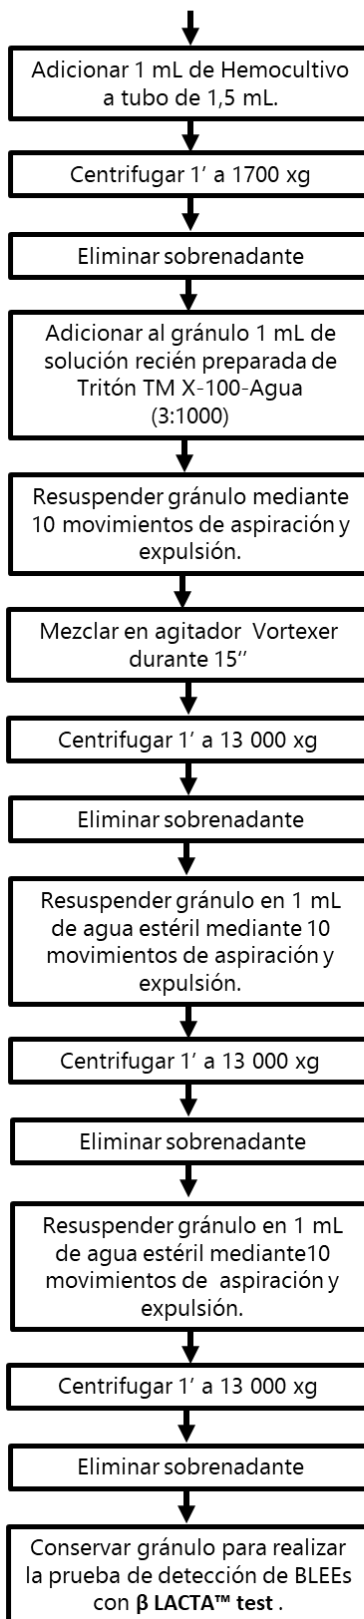 Adicionar 1 mL de Hemocultivo
a tubo de 1,5 mL.
Centrifugar 1’ a 1700 xg
Eliminar sobrenadante
Adicionar al gránulo 1 mL de
solución recién preparada de
Tritón TM X-100-Agua
(3:1000)
Resuspender gránulo mediante
10 movimientos de aspiración y
expulsión.
Mezclar en agitador Vortexer
durante 15’’
Centrifugar 1’ a 13 000 xg
Eliminar sobrenadante
Resuspender gránulo en 1 mL
de agua estéril mediante 10
movimientos de aspiración y
expulsión.
Centrifugar 1’ a 13 000 xg
Eliminar sobrenadante
Resuspender gránulo en 1 mL
de agua estéril mediante10
movimientos de aspiración y
expulsión.
Centrifugar 1’ a 13 000 xg
Eliminar sobrenadante
Conservar gránulo para realizar
la prueba de detección de BLEEs
con β LACTA™ test .